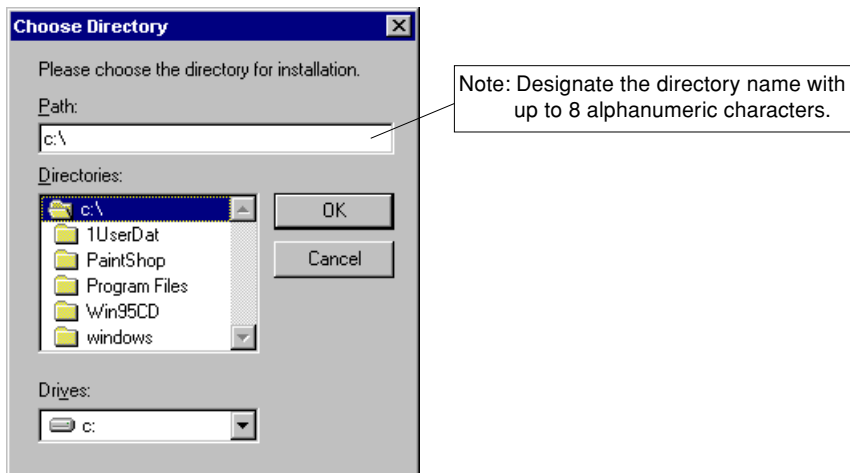 Choose Directory
Please choose the directory for installation.
Path:
c:\
Directories:
c:\
1UserDat
PaintShop
Program Files
Win95CD
windows
OK
Cancel
Drives:
c:
Note: Designate the directory name with
up to 8 alphanumeric characters.